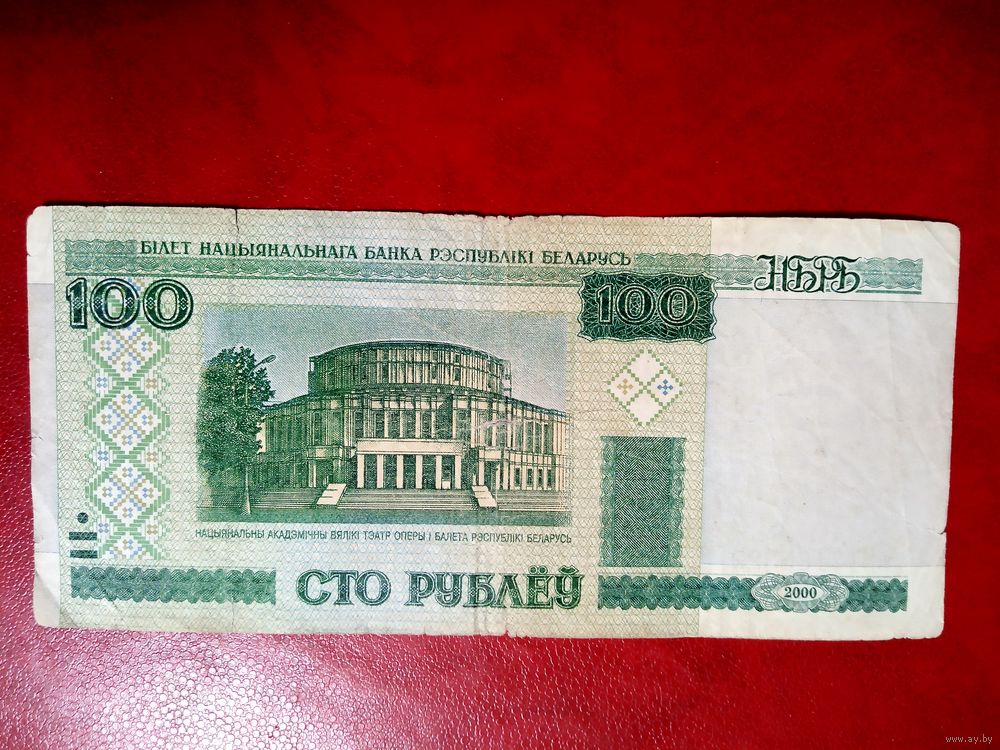 БІЛЕТ НАЦЫЯНАЛЬНАГА БАНКА РЭСПУБЛІКІ БЕЛАРУСЬ
НБРБ
100
100
НАЦЫЯНАЛЬНЫ АКАДЭМІЧНЫ ВЯЛІКІ ТЭАТР ОПЕРЫ І БАЛЕТА РЭСПУБЛІКІ БЕЛАРУСЬ
СТО РУБЛЁЎ
2000
www.ay.by